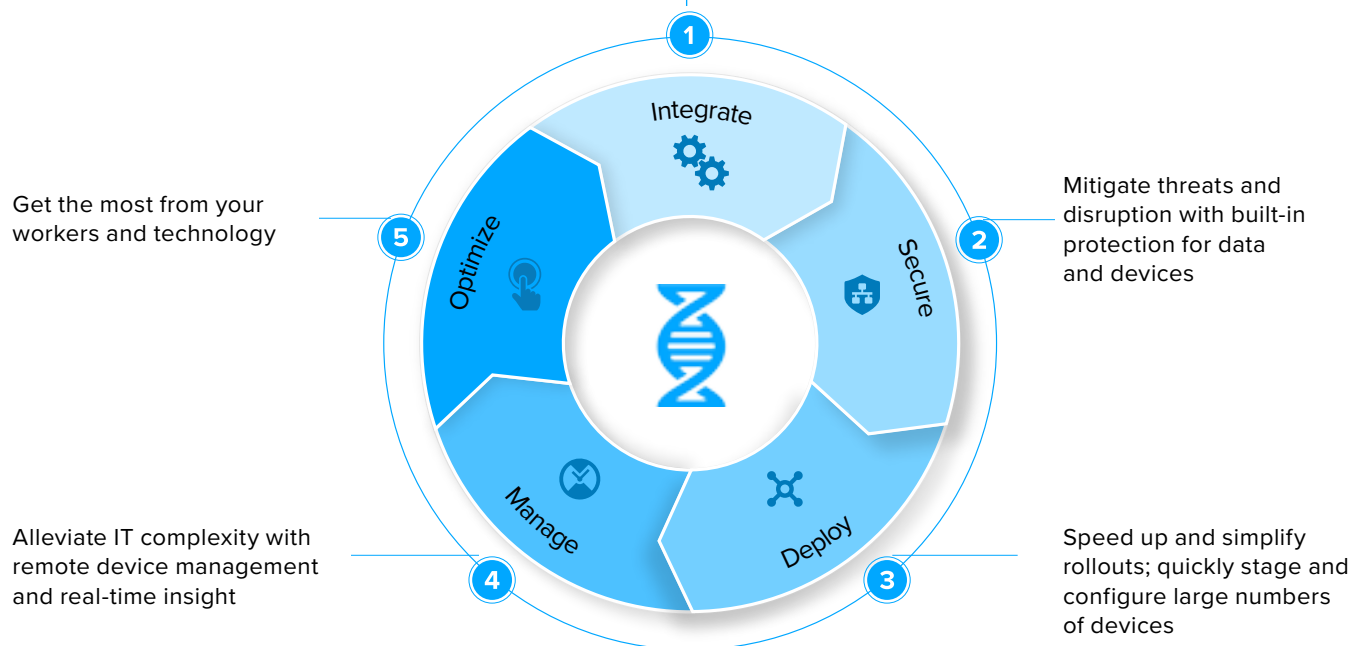 1
Integrate
Mitigate threats and
disruption with built-in
protection for data
and devices
2
Secure
Speed up and simplify
rollouts; quickly stage and
configure large numbers
of devices
3
Deploy
Alleviate IT complexity with
remote device management
and real-time insight
4
Manage
Get the most from your
workers and technology
5
Optimize